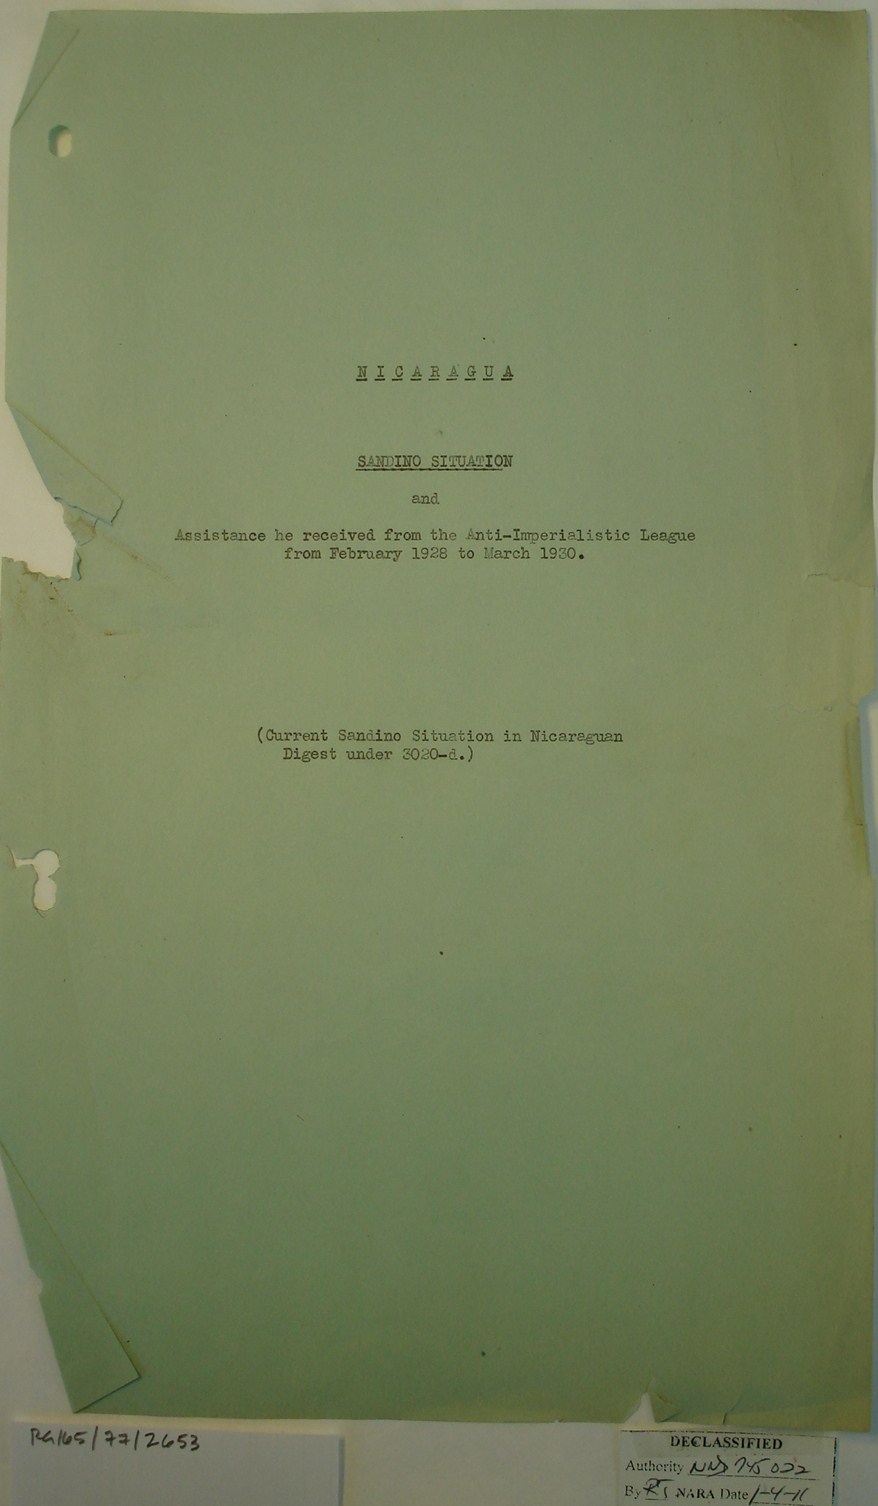 N I C A R A G U A
SANDINO SITUATION
and
Assistance he received from the Anti-Imperialistic League
from February 1928 to March 1930.
(Current Sandino Situation in Nicaraguan
Digest under 3020-d.)
RG165/77/2653
DECLASSIFIED
Authority NND 745022
By NARA Date 1-4-11